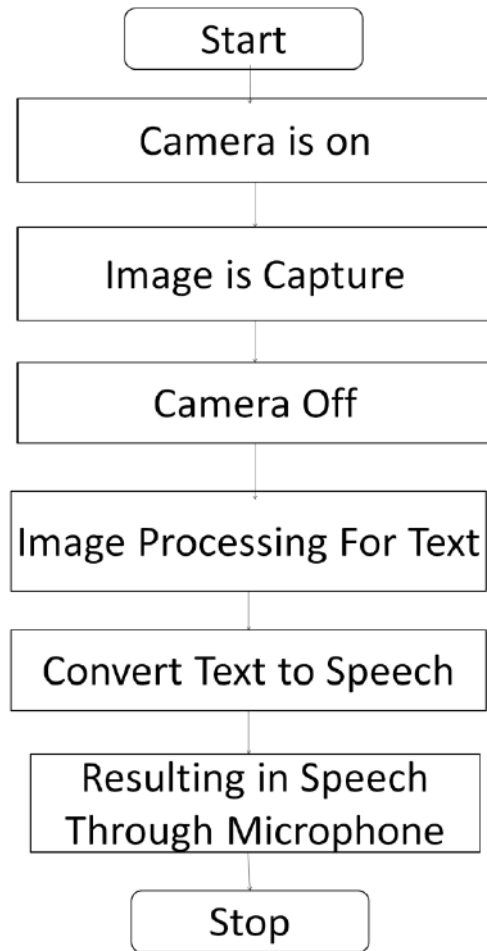 Start
Camera is on
Image is Capture
Camera Off
Image Processing For Text
Convert Text to Speech
Resulting in Speech
Through Microphone
Stop